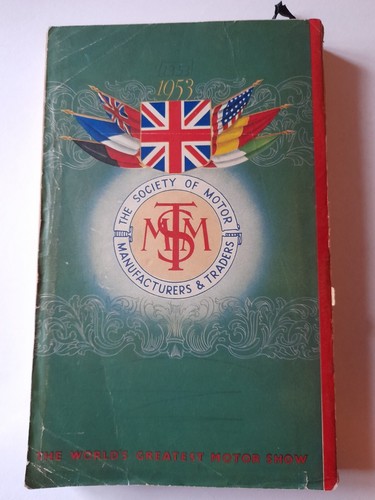 1953
THE SOCIETY OF MOTOR
MANUFACTURERS & TRADERS
SMMT
THE WORLD'S GREATEST MOTOR SHOW